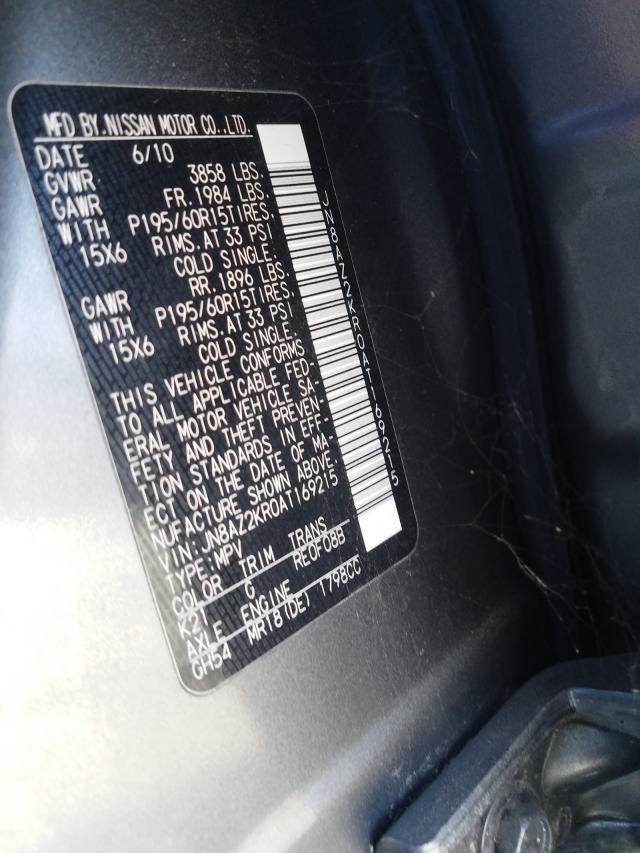 MFD BY.NISSAN MOTOR CO.,LTD.
DATE 6/10
GVWR 3858 LBS.
GAWR FR.1984 LBS.
WITH P195/60R15TIRES.
15X6 RIMS.AT 33 PSI
COLD SINGLE.
GAWR RR.1896 LBS.
WITH P195/60R15TIRES.
15X6 RIMS.AT 33 PSI
COLD SINGLE.
THIS VEHICLE CONFORMS
TO ALL APPLICABLE FED-
ERAL MOTOR VEHICLE SA-
FETY AND THEFT PREVEN-
TION STANDARDS IN EFF-
ECT ON THE DATE OF MA-
NUFACTURE SHOWN ABOVE.
VIN:JN8AZ2KR0AT169215
TYPE:MPV
COLOR TRIM TRANS
K21 G RE0F08B
AXLE ENGINE
GH54 MR18(DE) 1798CC
JN8AZ2KR0AT169215